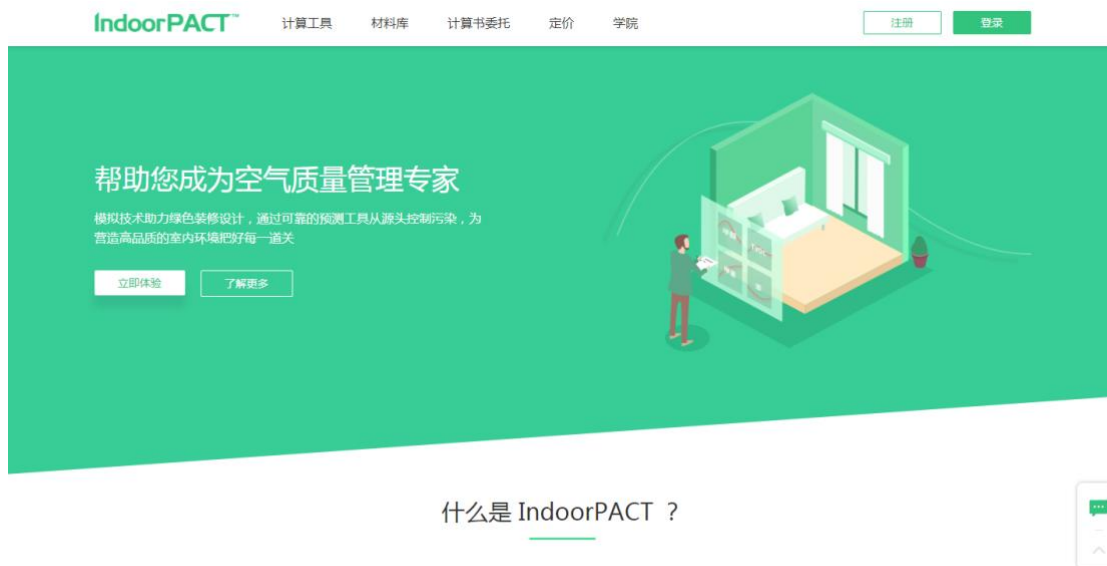 IndoorPACT™
计算工具
材料库
计算书委托
定价
学院
注册
登录
帮助您成为空气质量管理专家
模拟技术助力绿色装修设计，通过可靠的预测工具从源头控制污染，为
营造高品质的室内环境把好每一道关
立即体验
了解更多
什么是 IndoorPACT ？